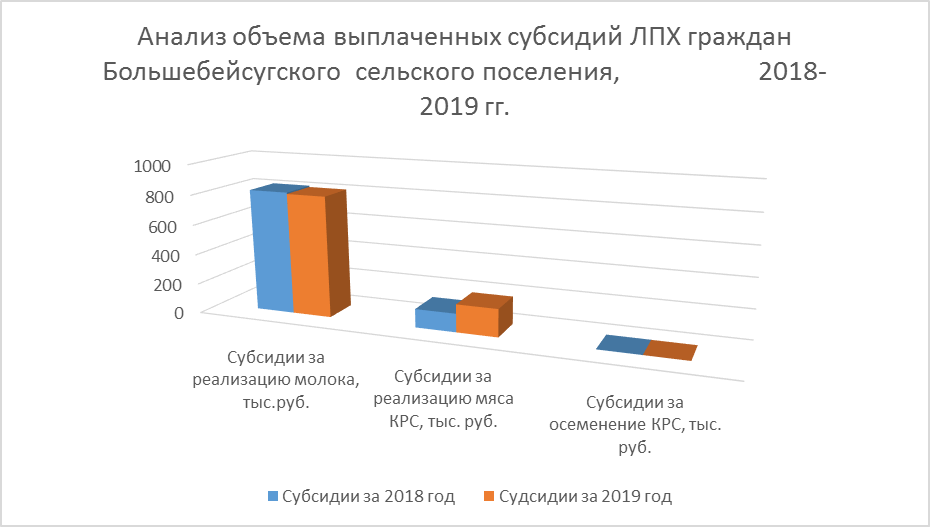 Анализ объема выплаченных субсидий ЛПХ граждан
Большебейсугского сельского поселения, 2018-
2019 гг.
1000
800
600
400
200
0
Субсидии за
реализацию молока,
тыс.руб.
Субсидии за
реализацию мяса
КРС, тыс. руб.
Субсидии за
осеменение КРС, тыс.
руб.
Субсидии за 2018 год
Судсидии за 2019 год